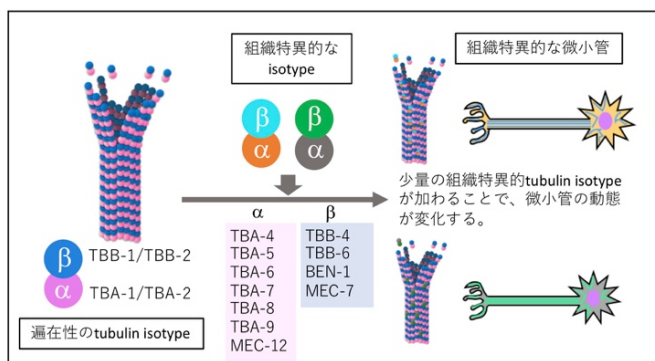 組織特異的な
isotype
組織特異的な微小管
β
β
α
α
少量の組織特異的tubulin isotype
が加わることで、微小管の動態
が変化する。
α
β
TBA-4
TBA-5
TBA-6
TBA-7
TBA-8
TBA-9
MEC-12
TBB-4
TBB-6
BEN-1
MEC-7
β
TBB-1/TBB-2
α
TBA-1/TBA-2
遍在性のtubulin isotype